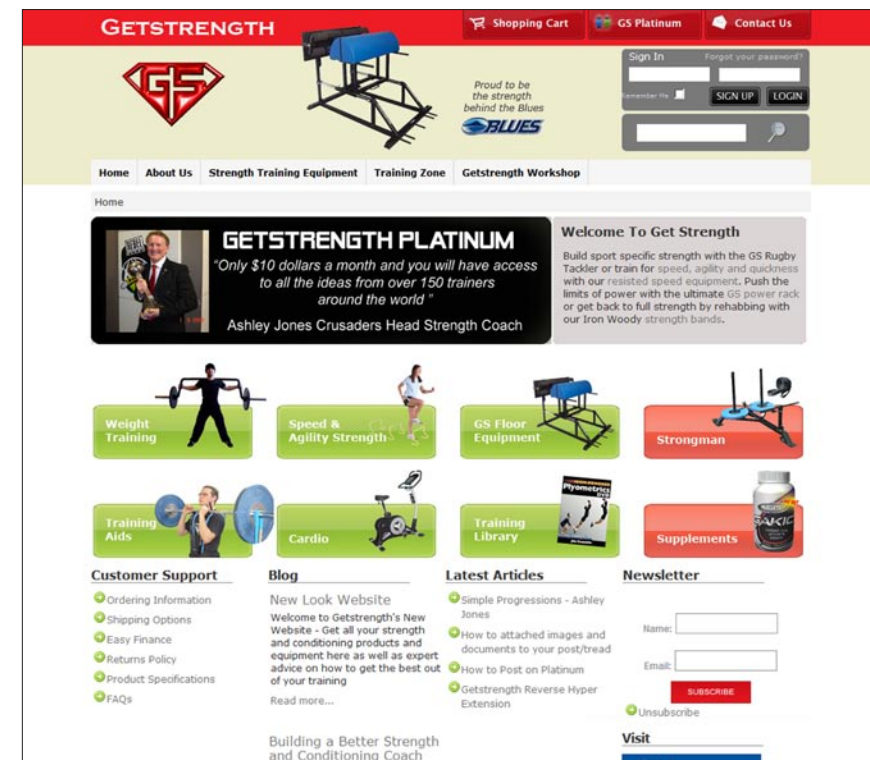 GETSTRENGTH
Shopping Cart
GS Platinum
Contact Us
GS
Proud to be
the strength
behind the Blues
BLUES
Sign In
Forgot your password?
Remember Me
SIGN UP
LOGIN
Home
About Us
Strength Training Equipment
Training Zone
Getstrength Workshop
Home
GETSTRENGTH PLATINUM
"Only $10 dollars a month and you will have access
to all the ideas from over 150 trainers
around the world "
Ashley Jones Crusaders Head Strength Coach
Welcome To Get Strength
Build sport specific strength with the GS Rugby
Tackler or train for speed, agility and quickness
with our resisted speed equipment. Push the
limits of power with the ultimate GS power rack
or get back to full strength by rehabbing with
our Iron Woody strength bands.
Weight
Training
Speed &
Agility Strength
GS Floor
Equipment
Strongman
Training
Aids
Cardio
Training
Library
Plyometrics
Supplements
Customer Support
Ordering Information
Shipping Options
Easy Finance
Returns Policy
Product Specifications
FAQs
Blog
New Look Website
Welcome to Getstrength's New
Website - Get all your strength
and conditioning products and
equipment here as well as expert
advice on how to get the best out
of your training
Read more...
Building a Better Strength
and Conditioning Coach
Latest Articles
Simple Progressions - Ashley
Jones
How to attached images and
documents to your post/tread
How to Post on Platinum
Getstrength Reverse Hyper
Extension
Newsletter
Name:
Email:
SUBSCRIBE
Unsubscribe
Visit